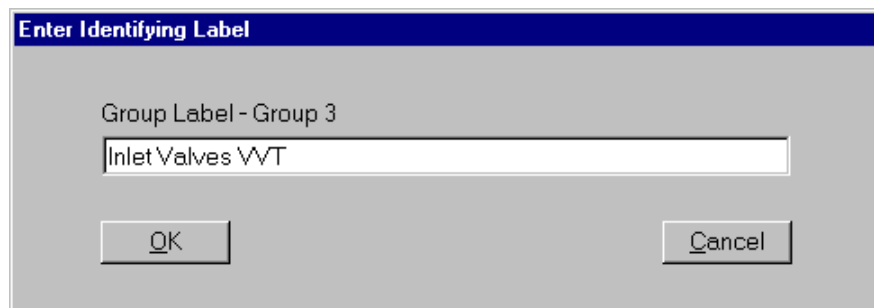 Enter Identifying Label
Group Label - Group 3
Inlet Valves VVT
OK
Cancel